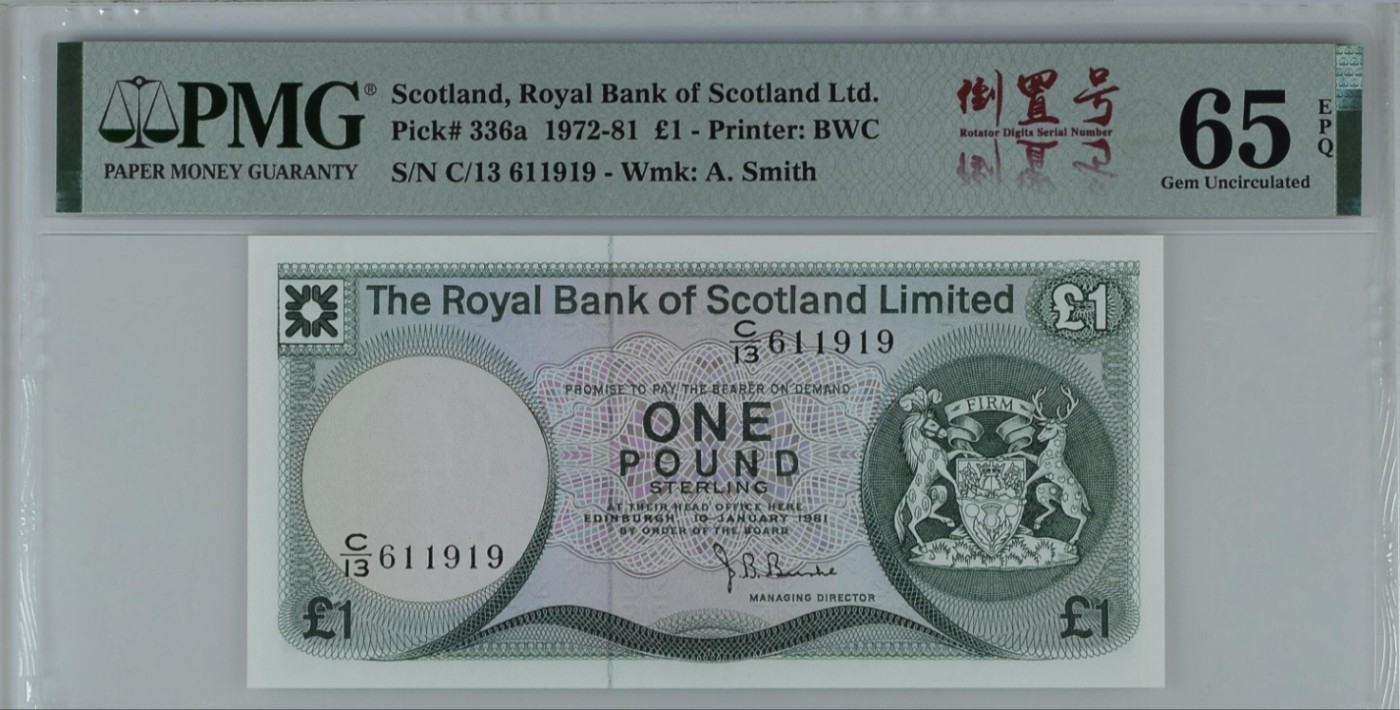 PMG®
PAPER MONEY GUARANTY
Scotland, Royal Bank of Scotland Ltd.
Pick# 336a 1972-81 £1 - Printer: BWC
S/N C/13 611919 - Wmk: A. Smith
倒置号
Rotator Digits Serial Number
65
EPQ
Gem Uncirculated
The Royal Bank of Scotland Limited
£1
C/13 611919
PROMISE TO PAY THE BEARER ON DEMAND
ONE
POUND
STERLING
AT THEIR HEAD OFFICE HERE
EDINBURGH 10 JANUARY 1981
BY ORDER OF THE BOARD
FIRM
C/13 611919
J B Burke
MANAGING DIRECTOR
£1
£1